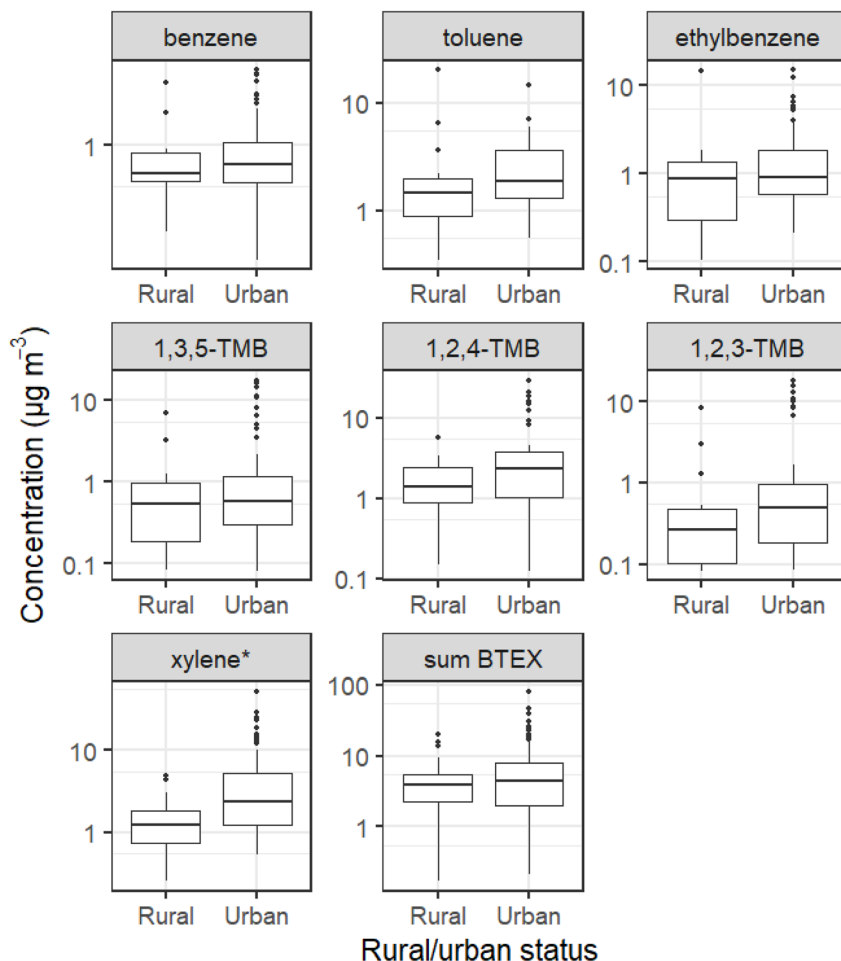 benzene toluene ethylbenzene
1 10 1 10 1 0.1
Rural Urban Rural Urban Rural Urban
1,3,5-TMB 1,2,4-TMB 1,2,3-TMB
10 1 0.1 10 1 0.1 10 1 0.1
Rural Urban Rural Urban Rural Urban
xylene* sum BTEX
10 1 100 10 1
Rural Urban Rural Urban
Concentration (µg m⁻³)
Rural/urban status